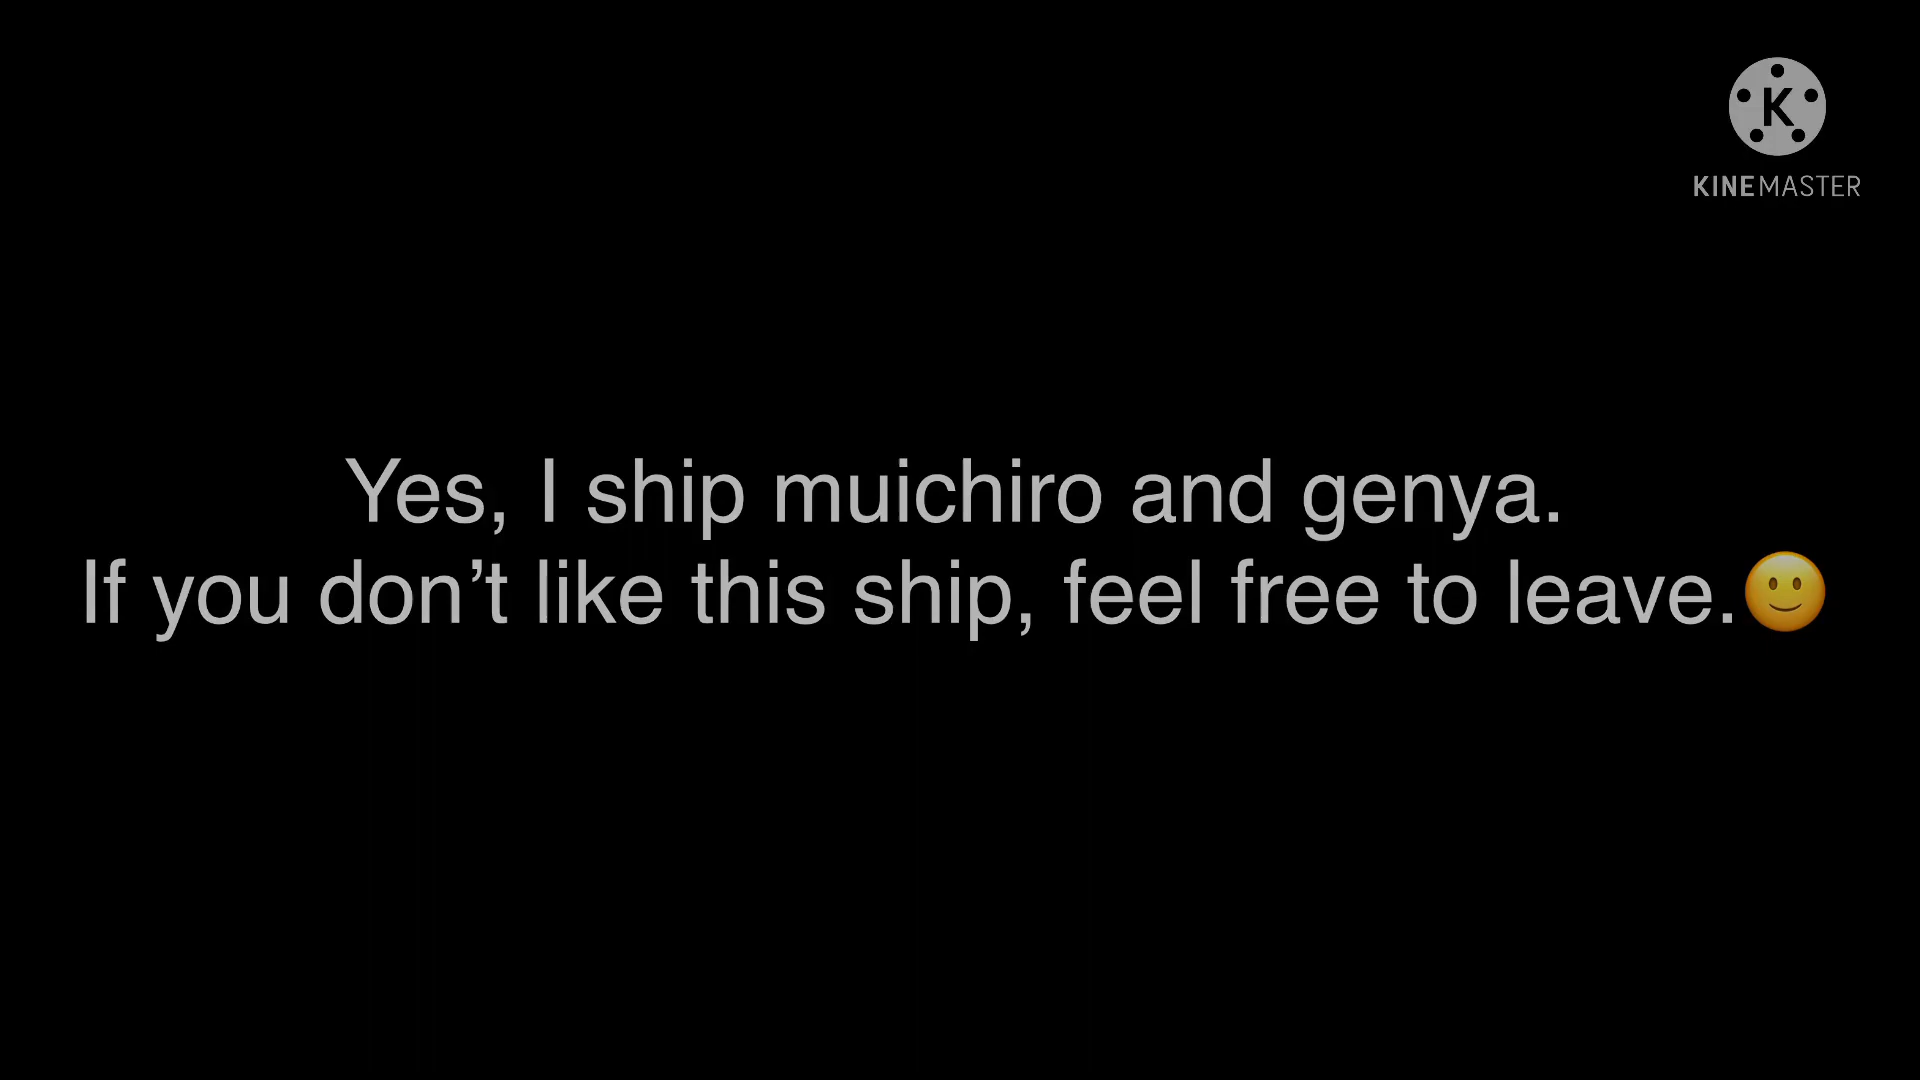 K
KINEMASTER
Yes, I ship muichiro and genya.
If you don’t like this ship, feel free to leave.🙂